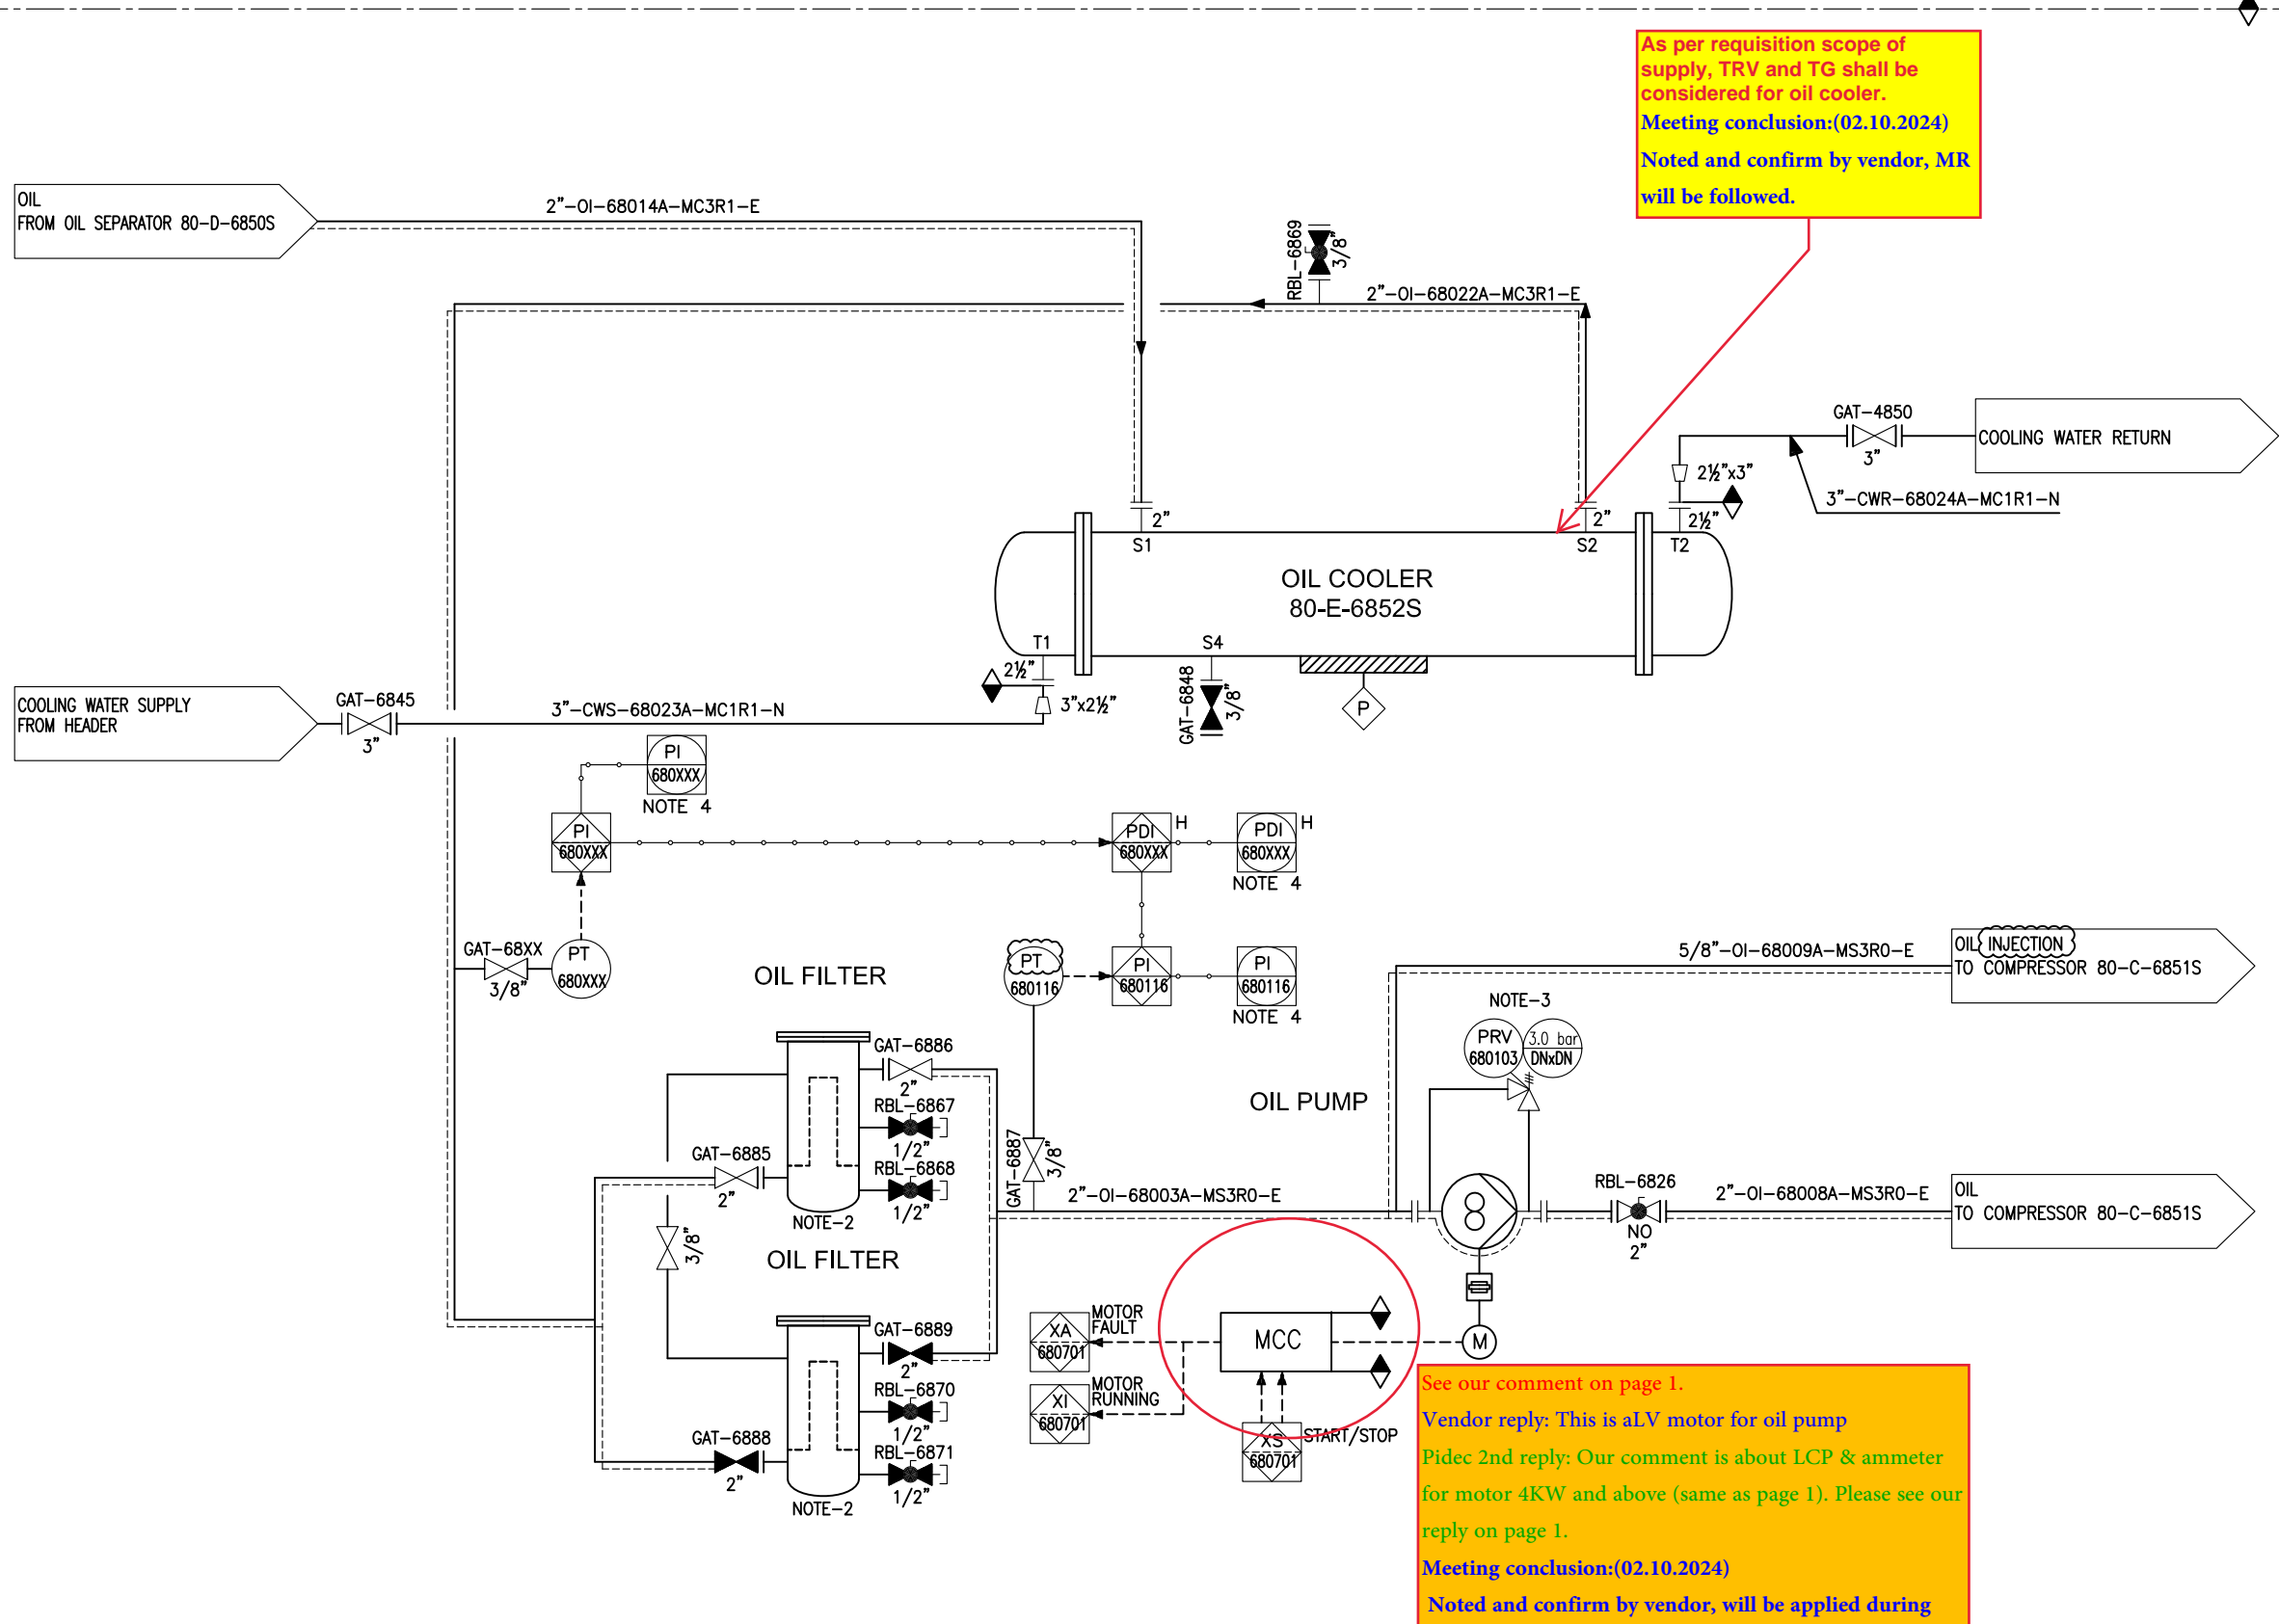 As per requisition scope of
supply, TRV and TG shall be
considered for oil cooler.
Meeting conclusion:(02.10.2024)
Noted and confirm by vendor, MR
will be followed.
OIL
FROM OIL SEPARATOR 80-D-6850S
2"-OI-68014A-MC3R1-E
RBL-6869
3/8"
2"-OI-68022A-MC3R1-E
GAT-4850
3"
COOLING WATER RETURN
2½"x3"
3"-CWR-68024A-MC1R1-N
2"
2"
2½"
S1
S2
T2
OIL COOLER
80-E-6852S
T1
S4
2½"
GAT-6848
3/8"
P
COOLING WATER SUPPLY
FROM HEADER
GAT-6845
3"
3"-CWS-68023A-MC1R1-N
3"x2½"
PI
680XXX
NOTE 4
PI
680XXX
PDI
680XXX
H
PDI
680XXX
H
NOTE 4
GAT-68XX
3/8"
PT
680XXX
OIL FILTER
PT
680116
PI
680116
PI
680116
NOTE 4
5/8"-OI-68009A-MS3R0-E
OIL INJECTION
TO COMPRESSOR 80-C-6851S
NOTE-3
PRV
680103
3.0 bar
DNxDN
GAT-6886
2"
OIL PUMP
RBL-6867
1/2"
GAT-6885
2"
RBL-6868
1/2"
GAT-6887
3/8"
NOTE-2
2"-OI-68003A-MS3R0-E
RBL-6826
NO
2"
2"-OI-68008A-MS3R0-E
OIL
TO COMPRESSOR 80-C-6851S
3/8"
OIL FILTER
GAT-6889
2"
XA
680701
MOTOR
FAULT
MCC
M
XI
680701
MOTOR
RUNNING
RBL-6870
1/2"
GAT-6888
2"
RBL-6871
1/2"
NOTE-2
XS
680701
START/STOP
See our comment on page 1.
Vendor reply: This is aLV motor for oil pump
Pidec 2nd reply: Our comment is about LCP & ammeter
for motor 4KW and above (same as page 1). Please see our
reply on page 1.
Meeting conclusion:(02.10.2024)
Noted and confirm by vendor, will be applied during